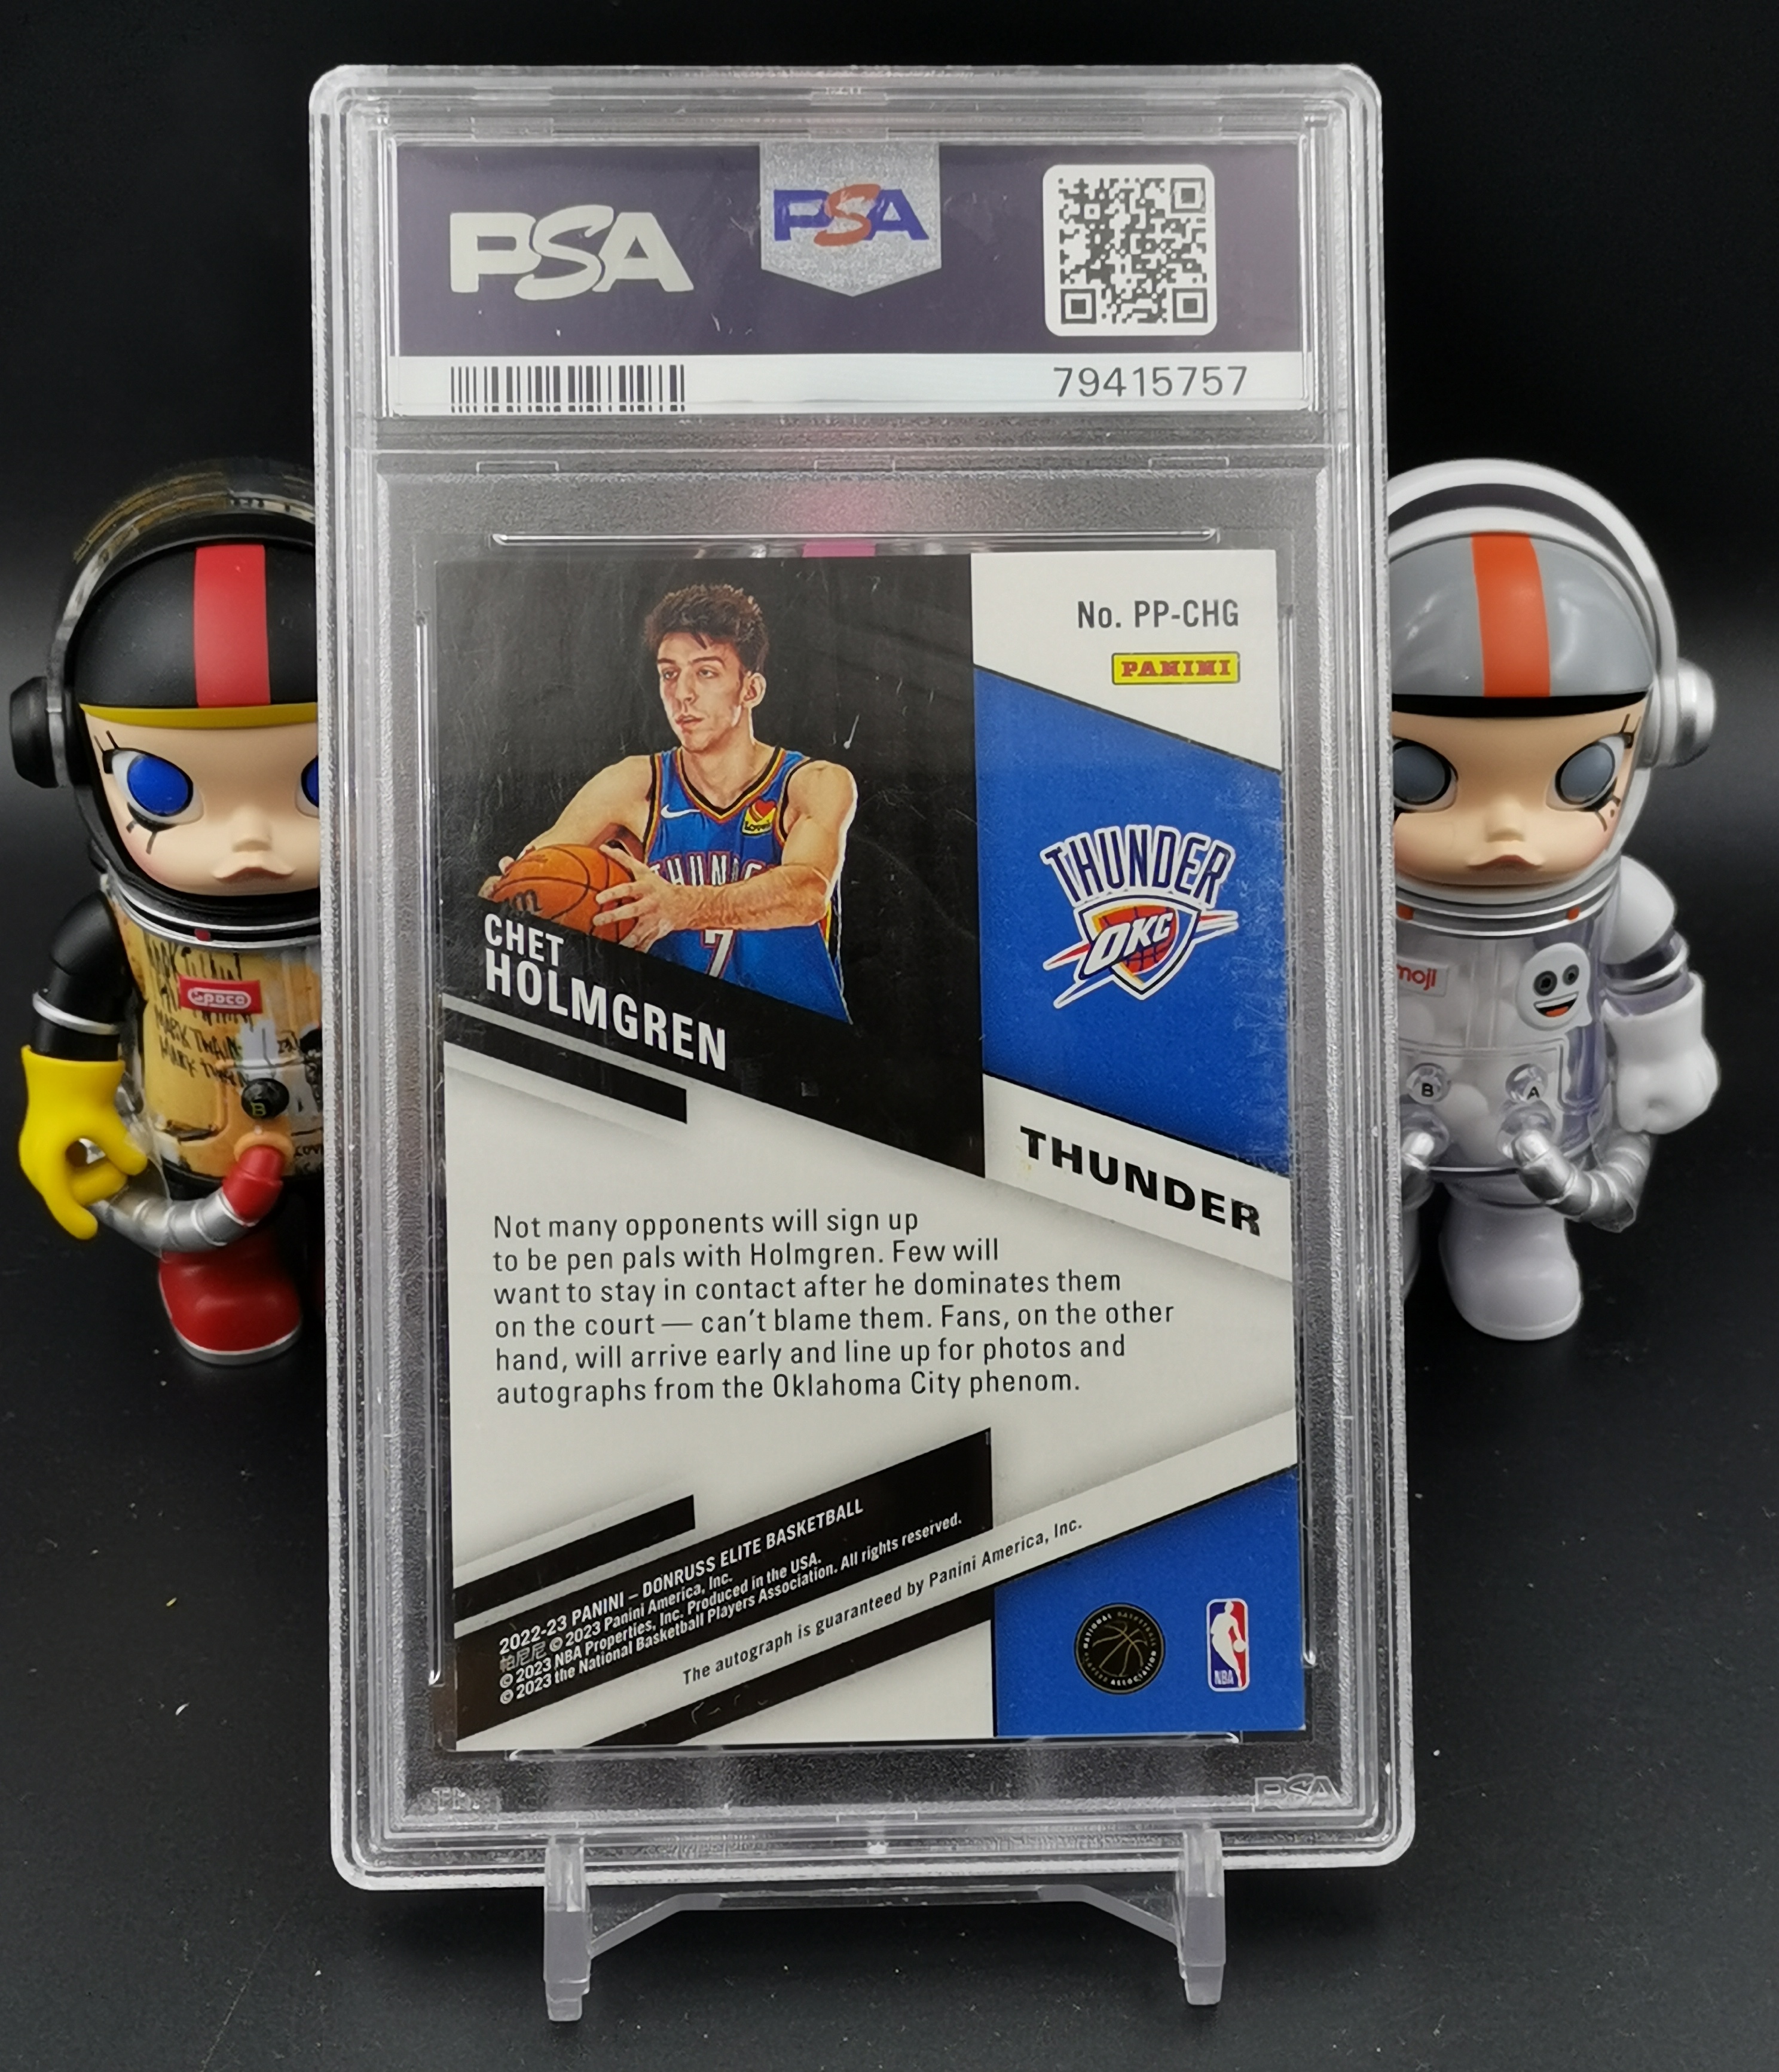 PSA
PSA
79415757
No. PP-CHG
PANINI
THUNDER
OKC
CHET
HOLMGREN
7
THUNDER
Not many opponents will sign up
to be pen pals with Holmgren. Few will
want to stay in contact after he dominates them
on the court — can't blame them. Fans, on the other
hand, will arrive early and line up for photos and
autographs from the Oklahoma City phenom.
2022-23 PANINI – DONRUSS ELITE BASKETBALL
帕尼尼 © 2023 Panini America, Inc.
© 2023 NBA Properties, Inc. Produced in the USA.
© 2023 the National Basketball Players Association. All rights reserved.
The autograph is guaranteed by Panini America, Inc.
NBA
PSA
B
moji
B
A